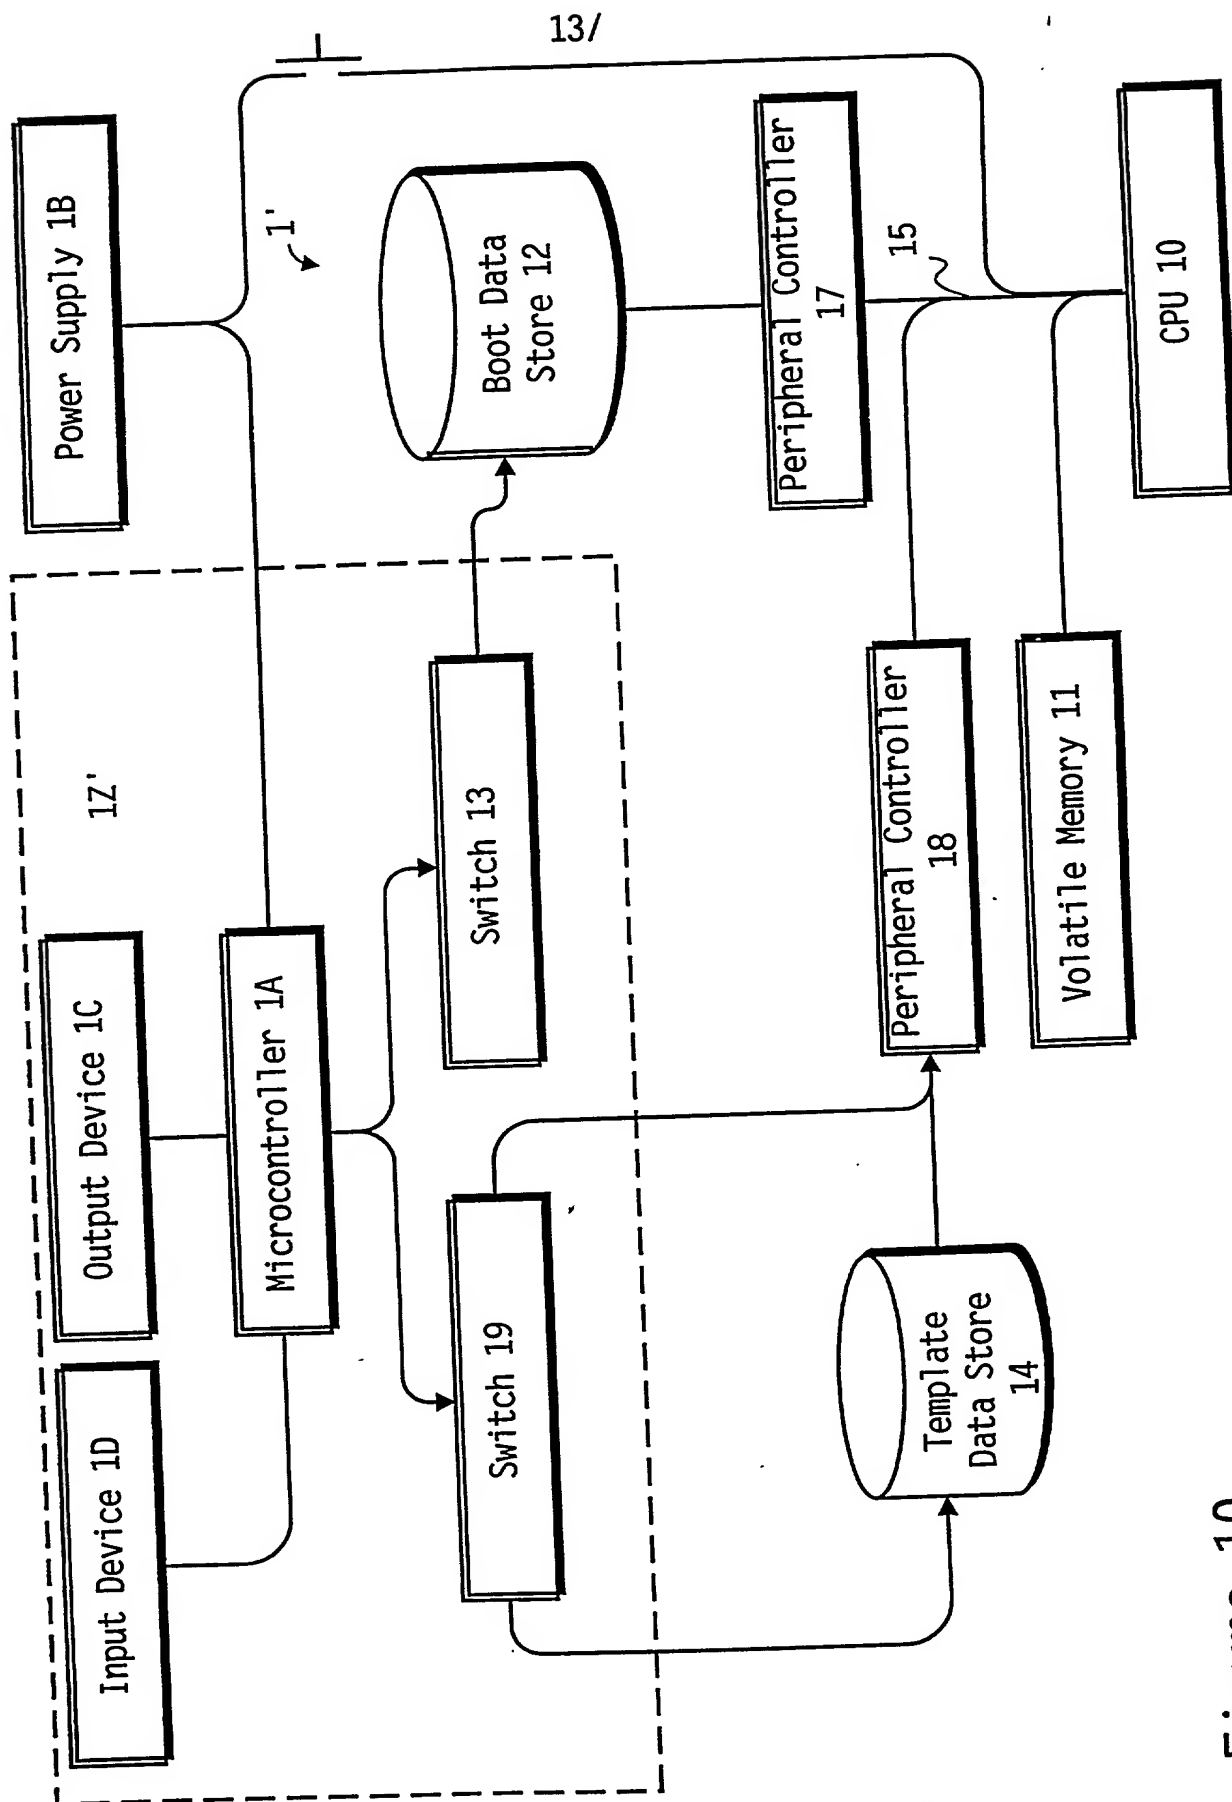 Input Device 1D
Output Device 1C
1Z'
Power Supply 1B
Microcontroller 1A
1'
13/
Switch 19
Switch 13
Boot Data
Store 12
Template
Data Store
14
Peripheral Controller
18
Peripheral Controller
17
15
Volatile Memory 11
CPU 10
Figure 10